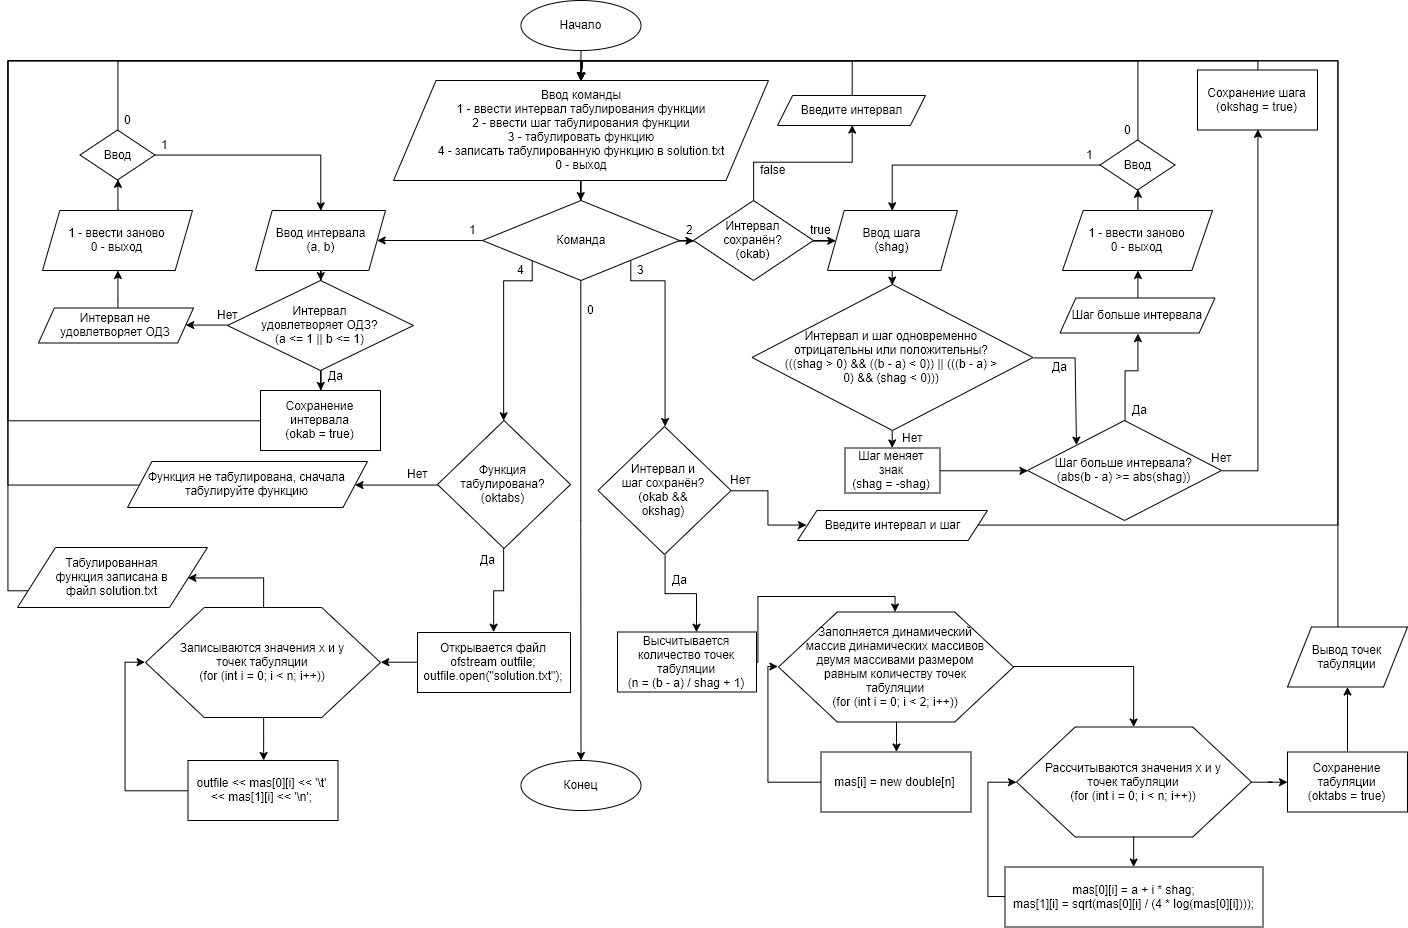 Начало
Ввод команды
1 - ввести интервал табулирования функции
2 - ввести шаг табулирования функции
3 - табулировать функцию
4 - записать табулированную функцию в solution.txt
0 - выход
Введите интервал
Сохранение шага
(okshag = true)
0
Ввод
1
false
0
1
Ввод
1 - ввести заново
0 - выход
Ввод интервала
(a, b)
1
Команда
2
Интервал
сохранён?
(okab)
true
Ввод шага
(shag)
1 - ввести заново
0 - выход
4
3
0
Интервал не
удовлетворяет ОДЗ
Нет
Интервал
удовлетворяет ОДЗ?
(a <= 1 || b <= 1)
Да
Шаг больше интервала
Интервал и шаг одновременно
отрицательны или положительны?
(((shag > 0) && ((b - a) < 0)) || (((b - a) >
0) && (shag < 0)))
Да
Нет
Да
Сохранение
интервала
(okab = true)
Шаг меняет
знак
(shag = -shag)
Шаг больше интервала?
(abs(b - a) >= abs(shag))
Нет
Функция не табулирована, сначала
табулируйте функцию
Нет
Функция
табулирована?
(oktabs)
Да
Интервал и
шаг сохранён?
(okab &&
okshag)
Нет
Да
Введите интервал и шаг
Табулированная
функция записана в
файл solution.txt
Записываются значения x и y
точек табуляции
(for (int i = 0; i < n; i++))
Открывается файл
ofstream outfile;
outfile.open("solution.txt");
Высчитывается
количество точек
табуляции
(n = (b - a) / shag + 1)
Заполняется динамический
массив динамических массивов
двумя массивами размером
равным количеству точек
табуляции
(for (int i = 0; i < 2; i++))
Вывод точек
табуляции
outfile << mas[0][i] << '\t'
<< mas[1][i] << '\n';
Конец
mas[i] = new double[n]
Рассчитываются значения x и y
точек табуляции
(for (int i = 0; i < n; i++))
Сохранение
табуляции
(oktabs = true)
mas[0][i] = a + i * shag;
mas[1][i] = sqrt(mas[0][i] / (4 * log(mas[0][i])));